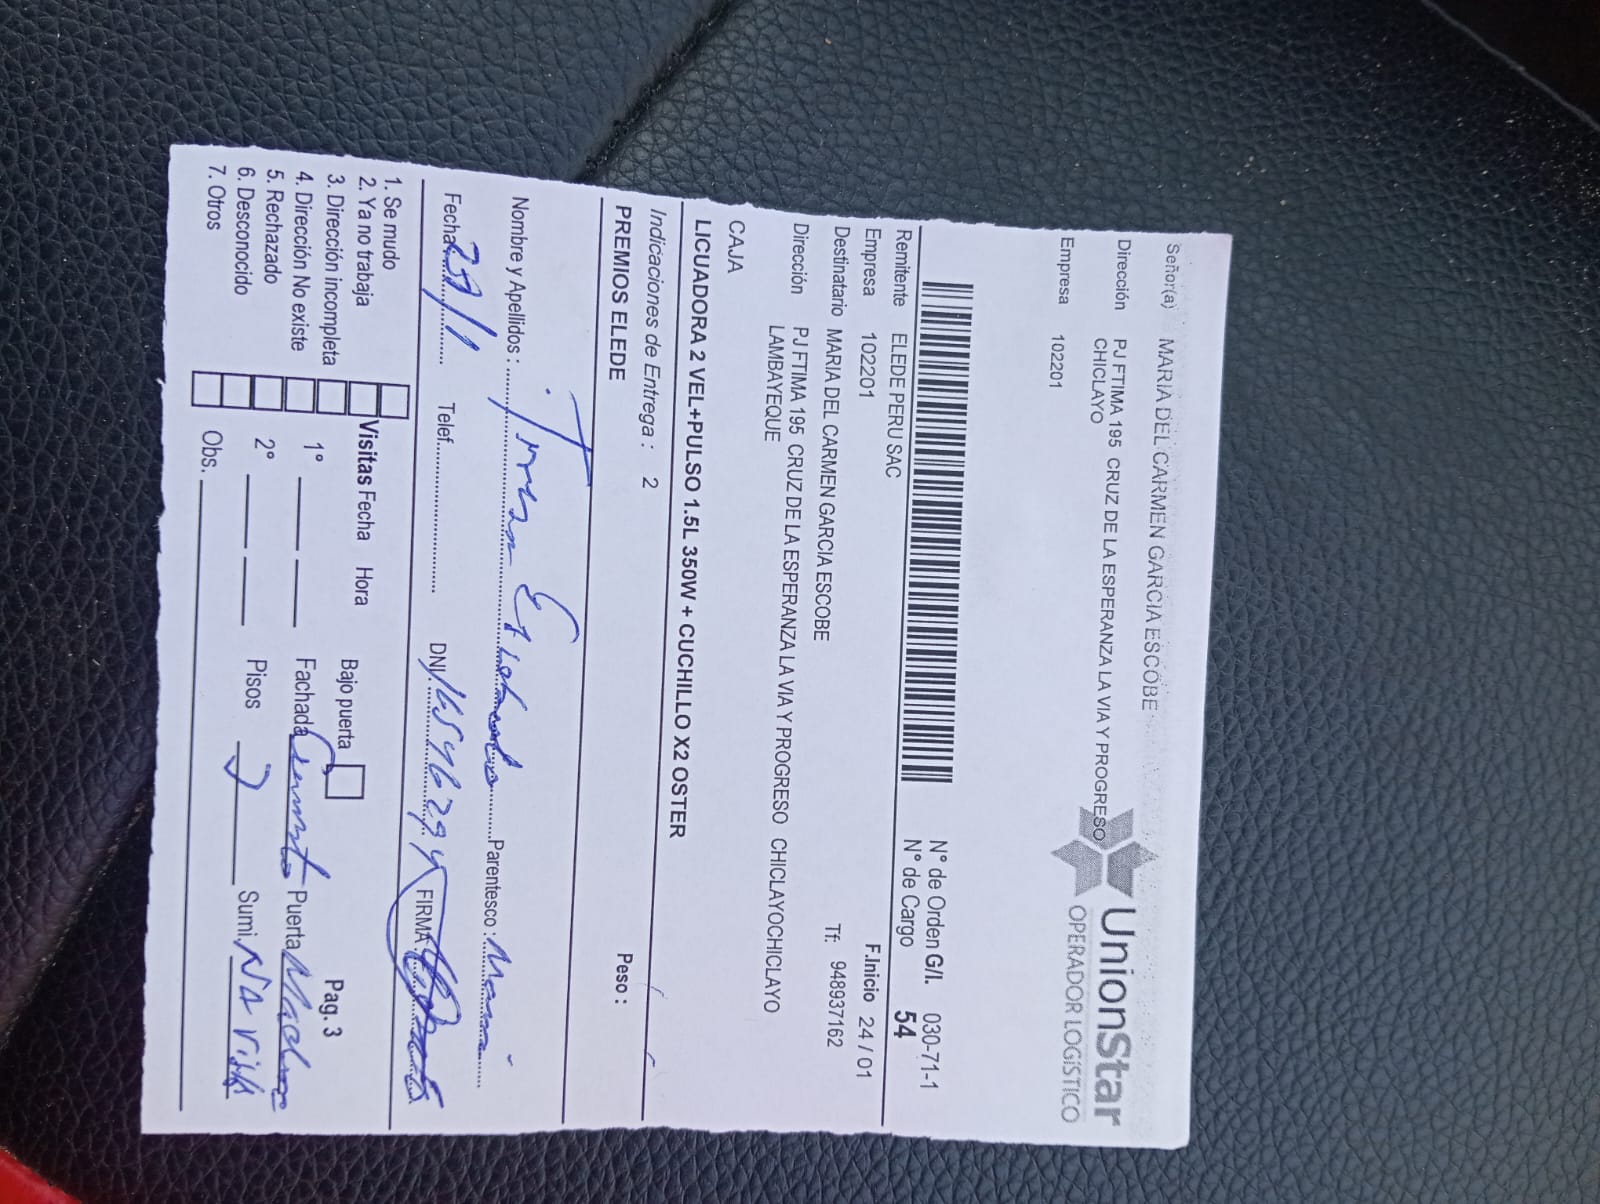 Señor(a) MARIA DEL CARMEN GARCIA ESCOBE
Dirección PJ FTIMA 195 CRUZ DE LA ESPERANZA LA VIA Y PROGRESO
CHICLAYO
Empresa 102201
UnionStar
OPERADOR LOGÍSTICO
N° de Orden G/I. 030-71-1
N° de Cargo 54
Remitente ELEDE PERU SAC
Empresa 102201 F.Inicio 24 / 01
Destinatario MARIA DEL CARMEN GARCIA ESCOBE Tf: 948937162
Dirección PJ FTIMA 195 CRUZ DE LA ESPERANZA LA VIA Y PROGRESO CHICLAYOCHICLAYO
LAMBAYEQUE
CAJA
LICUADORA 2 VEL+PULSO 1.5L 350W + CUCHILLO X2 OSTER
Indicaciones de Entrega : 2
PREMIOS ELEDE Peso :
Nombre y Apellidos : Parentesco : Mamá
Fecha Telef. DNI FIRMA
1. Se mudo
2. Ya no trabaja
3. Dirección incompleta
4. Dirección No existe
5. Rechazado
6. Desconocido
7. Otros
Visitas Fecha Hora Bajo puerta Pag. 3
1° Fachada Puerta
2° Pisos Sumi
Obs.